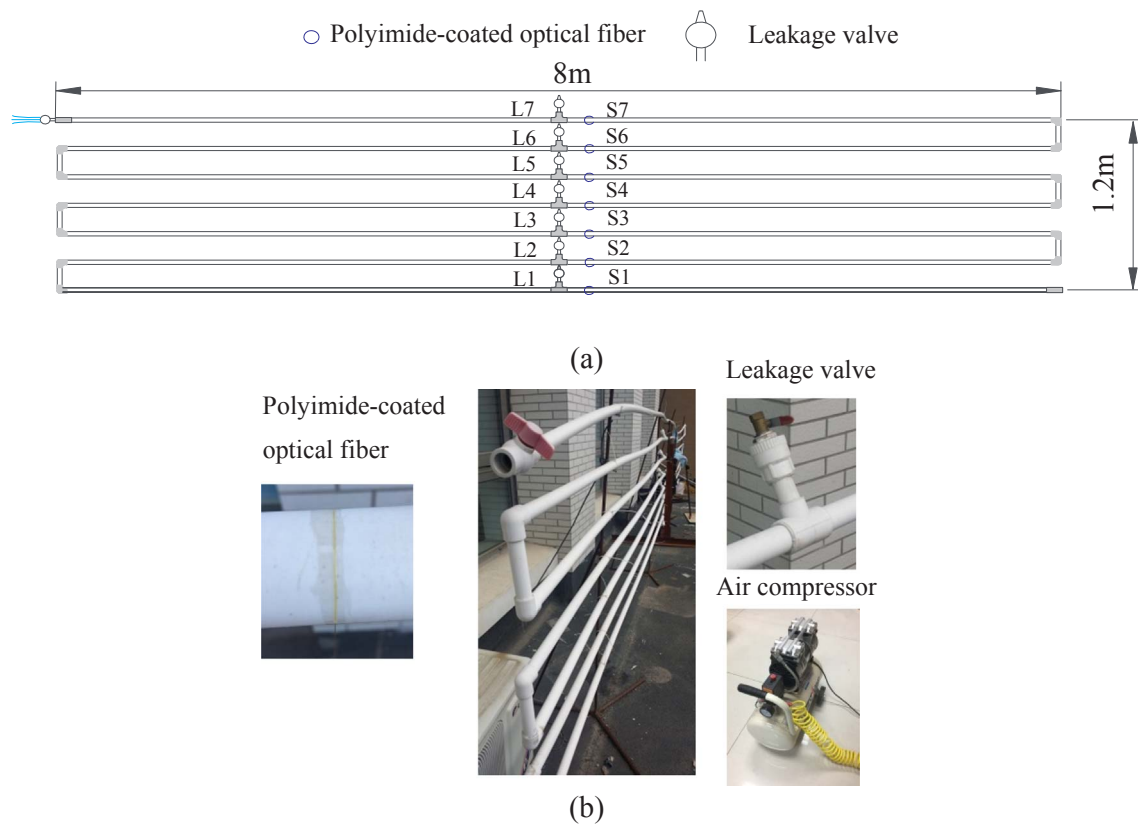 Polyimide-coated optical fiber
Leakage valve
8m
L7 S7
L6 S6
L5 S5
L4 S4
L3 S3
L2 S2
L1 S1
1.2m
(a)
Polyimide-coated
optical fiber
Leakage valve
Air compressor
(b)